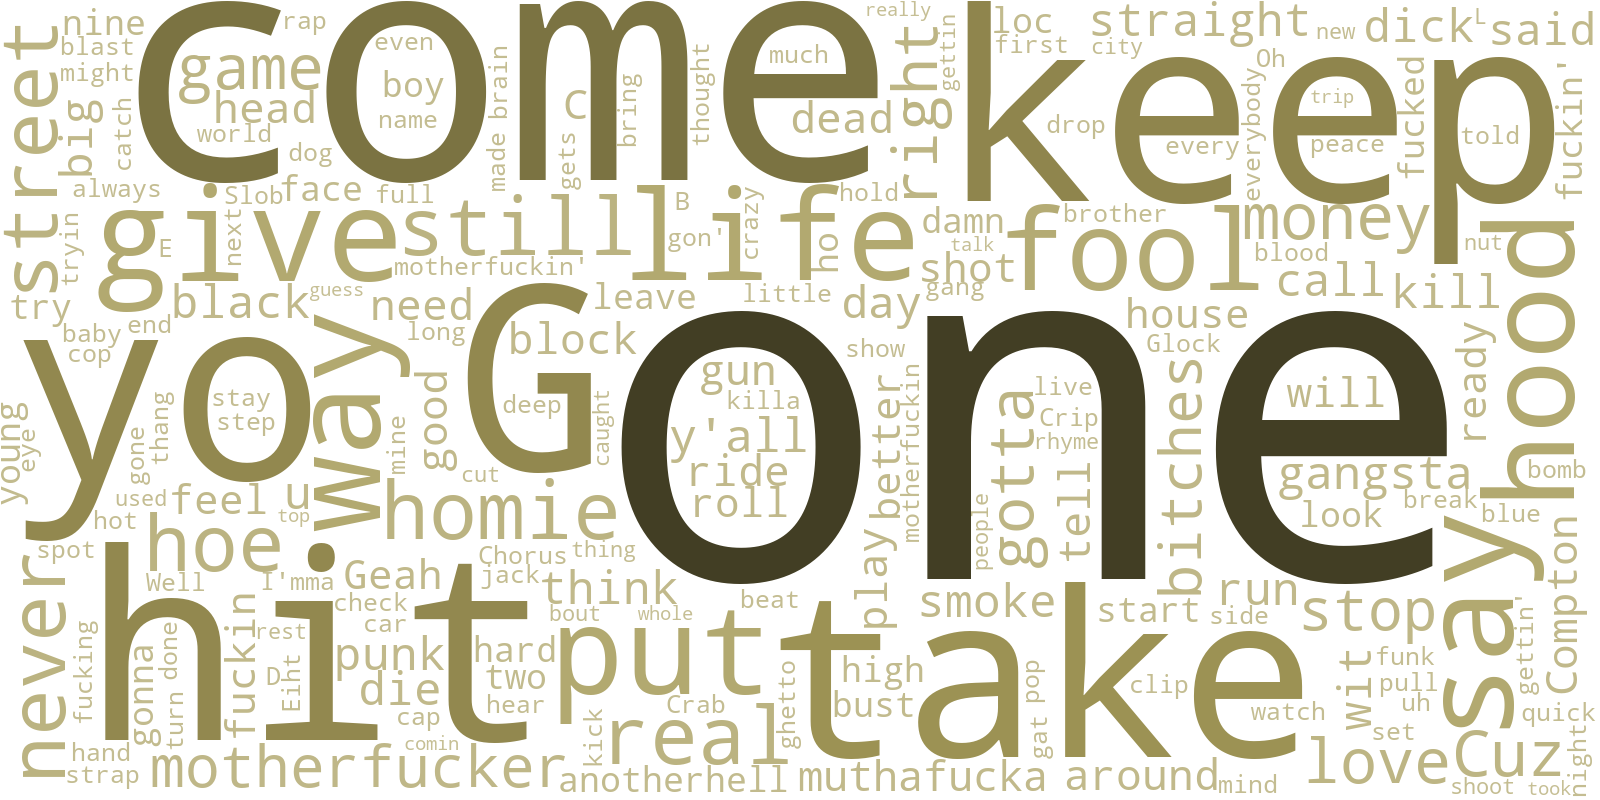 nine
rap
come
really
loc
straight
new
dick
L
said
blast
even
keep
first
city
Oh
might
game
boy
much
right
gettin
street
big
catch
head
name
C
bring
thought
dead
drop
trip
told
world
dog
made
brain
gets
every
everybody
peace
fucked
fuckin'
always
Slob
face
full
give
still
life
B
crazy
hold
damn
brother
fool
money
hood
tryin
E
next
motherfuckin'
gon'
ho
talk
shot
blood
nut
try
black
guess
need
leave
little
day
gang
call
kill
baby
end
cop
yo
way
long
G
block
one
show
house
Glock
ready
stay
step
good
deep
caught
gun
killa
y'all
ride
roll
better
motherfuckin
live
Crip
rhyme
gotta
bitches
will
young
eye
gone
thang
mine
cut
used
feel
u
top
homie
people
tell
gangsta
break
bomb
look
blue
hot
spot
hoe
Chorus
thing
jack
Well
I'mma
Geah
think
play
smoke
start
side
run
stop
say
Compton
never
hit
check
car
bout
whole
beat
put
take
fucking
gonna
turn
done
fuckin
rest
D
Eiht
punk
die
hard
two
hear
high
bust
gat
pop
clip
wit
funk
pull
uh
gettin'
quick
hand
strap
cap
comin
kick
real
Crab
ghetto
watch
set
love
Cuz
night
motherfucker
another
hell
muthafucka
around
mind
shoot
took